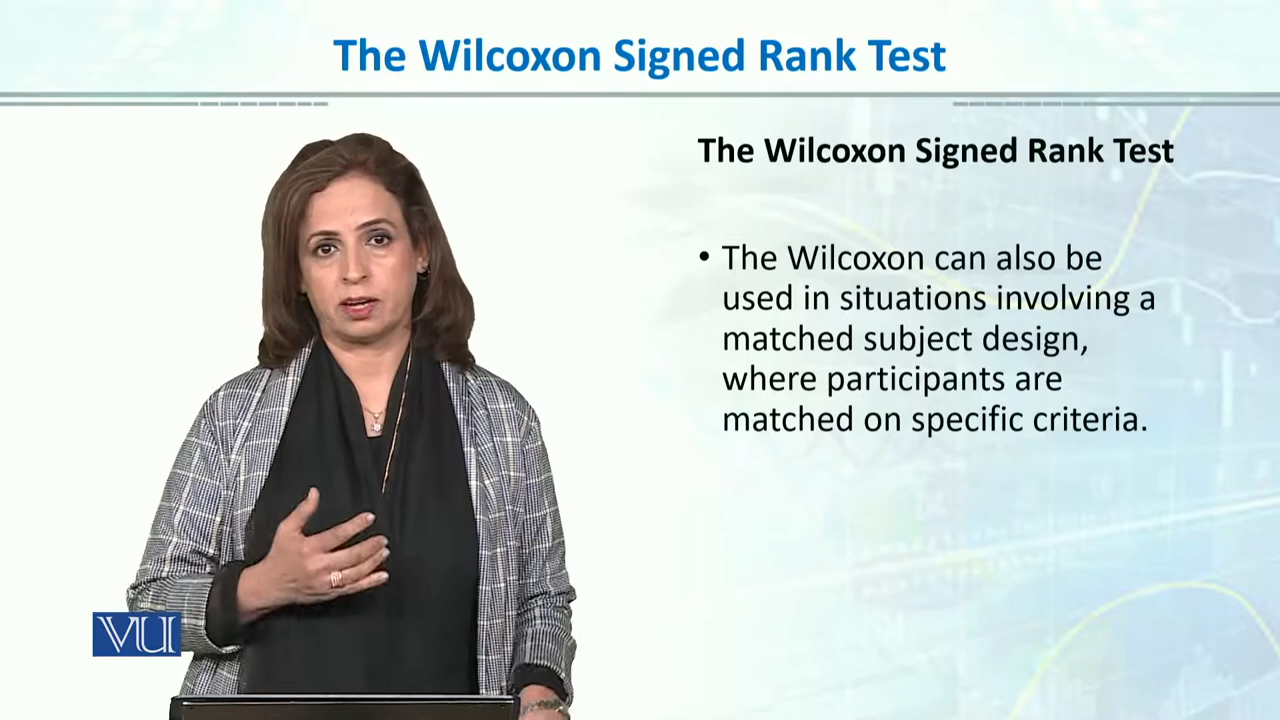 The Wilcoxon Signed Rank Test
The Wilcoxon Signed Rank Test
• The Wilcoxon can also be
used in situations involving a
matched subject design,
where participants are
matched on specific criteria.
VU